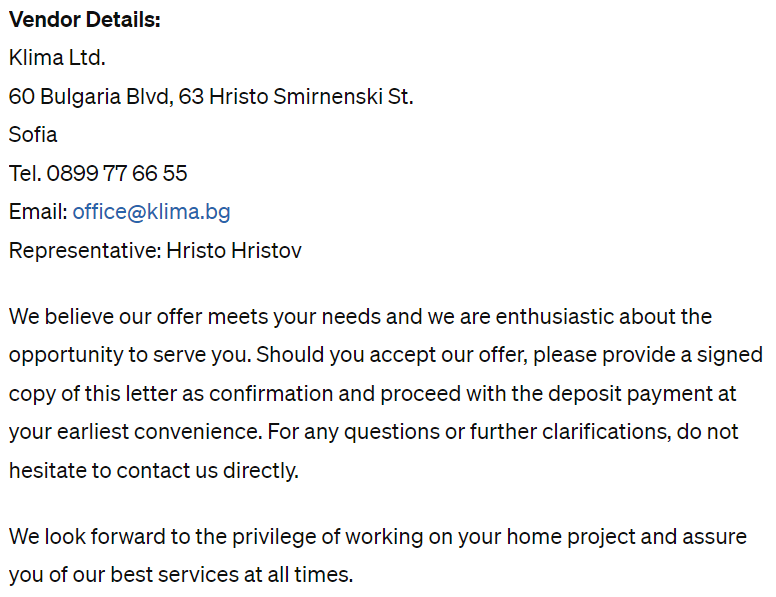 Vendor Details:
Klima Ltd.
60 Bulgaria Blvd, 63 Hristo Smirnenski St.
Sofia
Tel. 0899 77 66 55
Email: office@klima.bg
Representative: Hristo Hristov
We believe our offer meets your needs and we are enthusiastic about the
opportunity to serve you. Should you accept our offer, please provide a signed
copy of this letter as confirmation and proceed with the deposit payment at
your earliest convenience. For any questions or further clarifications, do not
hesitate to contact us directly.
We look forward to the privilege of working on your home project and assure
you of our best services at all times.